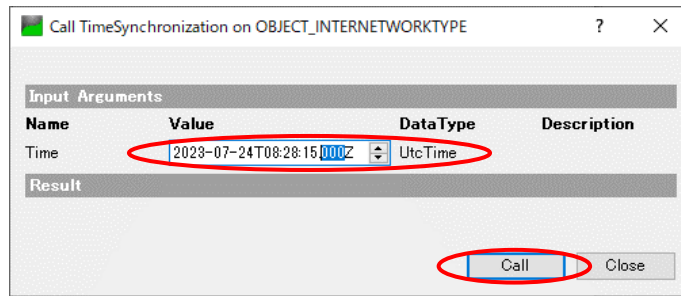 Call TimeSynchronization on OBJECT_INTERNETWORKTYPE ?
Input Arguments
Name Value DataType Description
Time 2023-07-24T08:28:15.000Z UtcTime
Result
Call Close